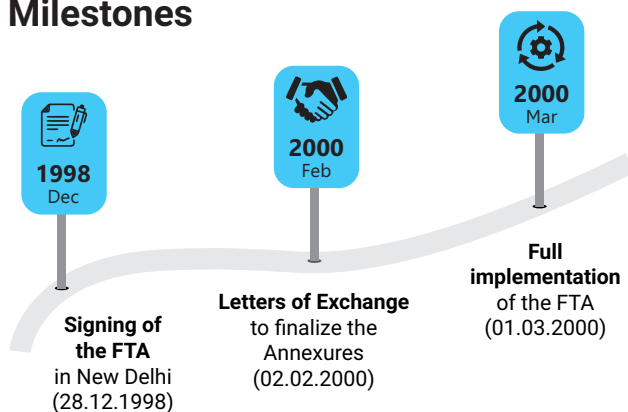 Milestones
1998
Dec
Signing of
the FTA
in New Delhi
(28.12.1998)
2000
Feb
Letters of Exchange
to finalize the
Annexures
(02.02.2000)
2000
Mar
Full
implementation
of the FTA
(01.03.2000)